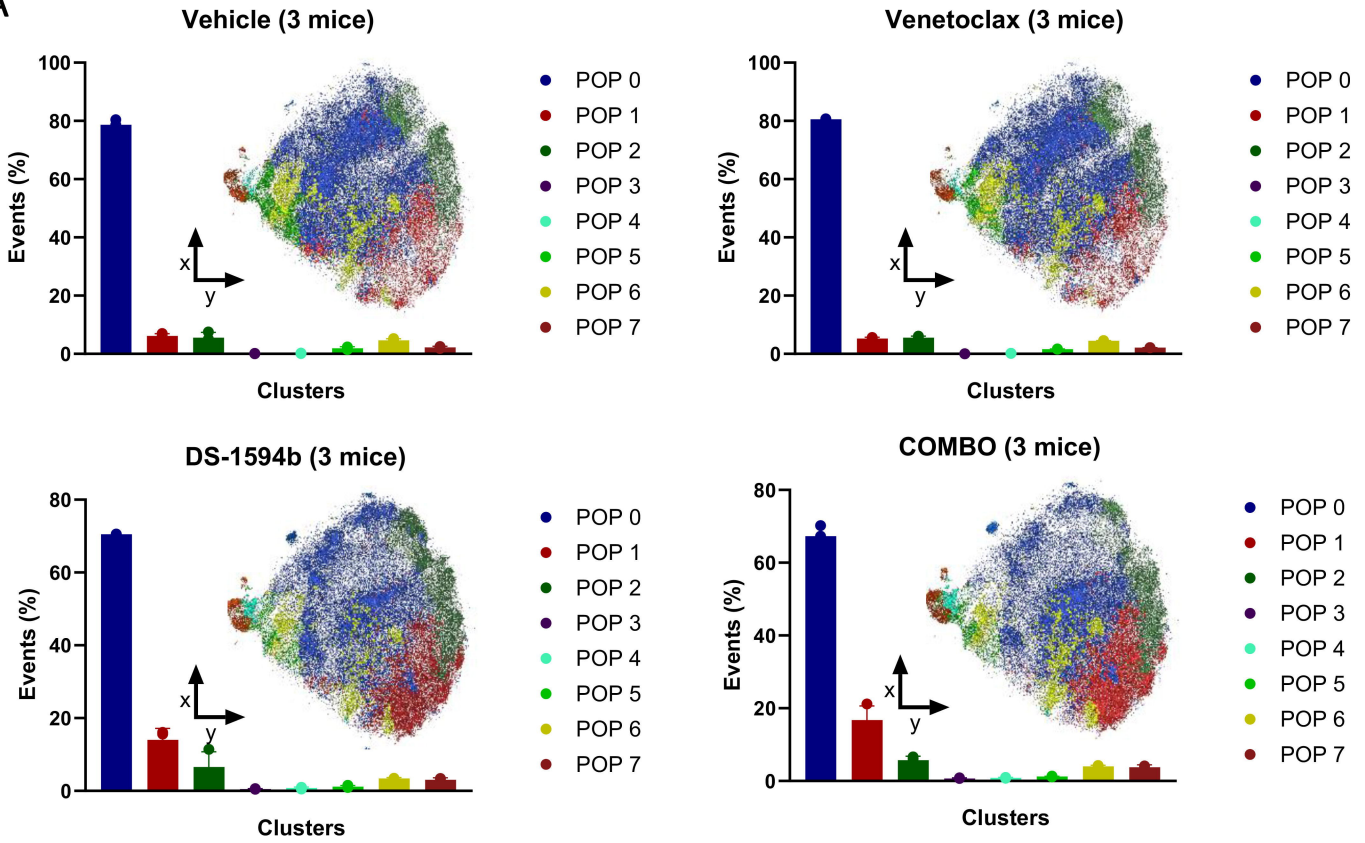 A
Vehicle (3 mice)
100
80
60
40
20
0
Events (%)
x
y
Clusters
POP 0
POP 1
POP 2
POP 3
POP 4
POP 5
POP 6
POP 7
Venetoclax (3 mice)
100
80
60
40
20
0
Events (%)
x
y
Clusters
POP 0
POP 1
POP 2
POP 3
POP 4
POP 5
POP 6
POP 7
DS-1594b (3 mice)
80
60
40
20
0
Events (%)
x
y
Clusters
POP 0
POP 1
POP 2
POP 3
POP 4
POP 5
POP 6
POP 7
COMBO (3 mice)
80
60
40
20
0
Events (%)
x
y
Clusters
POP 0
POP 1
POP 2
POP 3
POP 4
POP 5
POP 6
POP 7